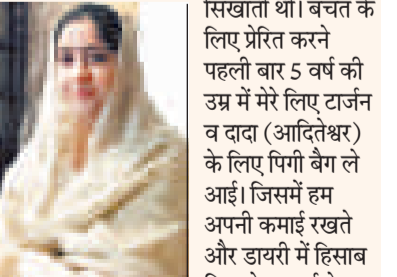 सिखाती थीं। बचत के
लिए प्रेरित करने
पहली बार 5 वर्ष की
उम्र में मेरे लिए टार्जन
व दादा (आदितेश्वर)
के लिए पिगी बैग ले
आई। जिसमें हम
अपनी कमाई रखते
और डायरी में हिसाब